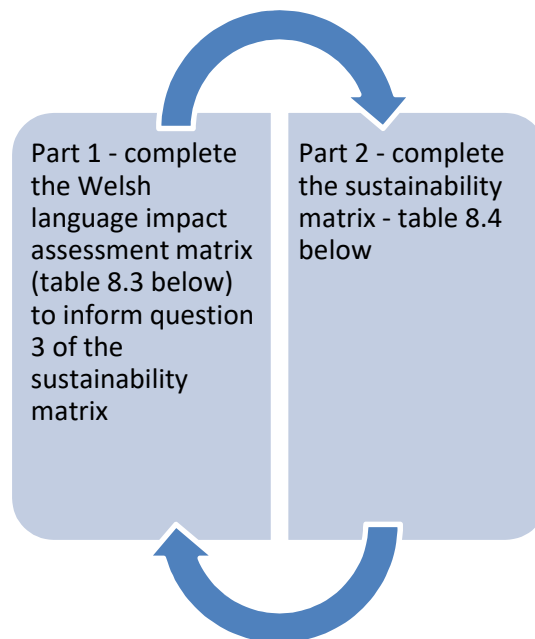 Part 1 - complete
the Welsh
language impact
assessment matrix
(table 8.3 below)
to inform question
3 of the
sustainability
matrix
Part 2 - complete
the sustainability
matrix - table 8.4
below